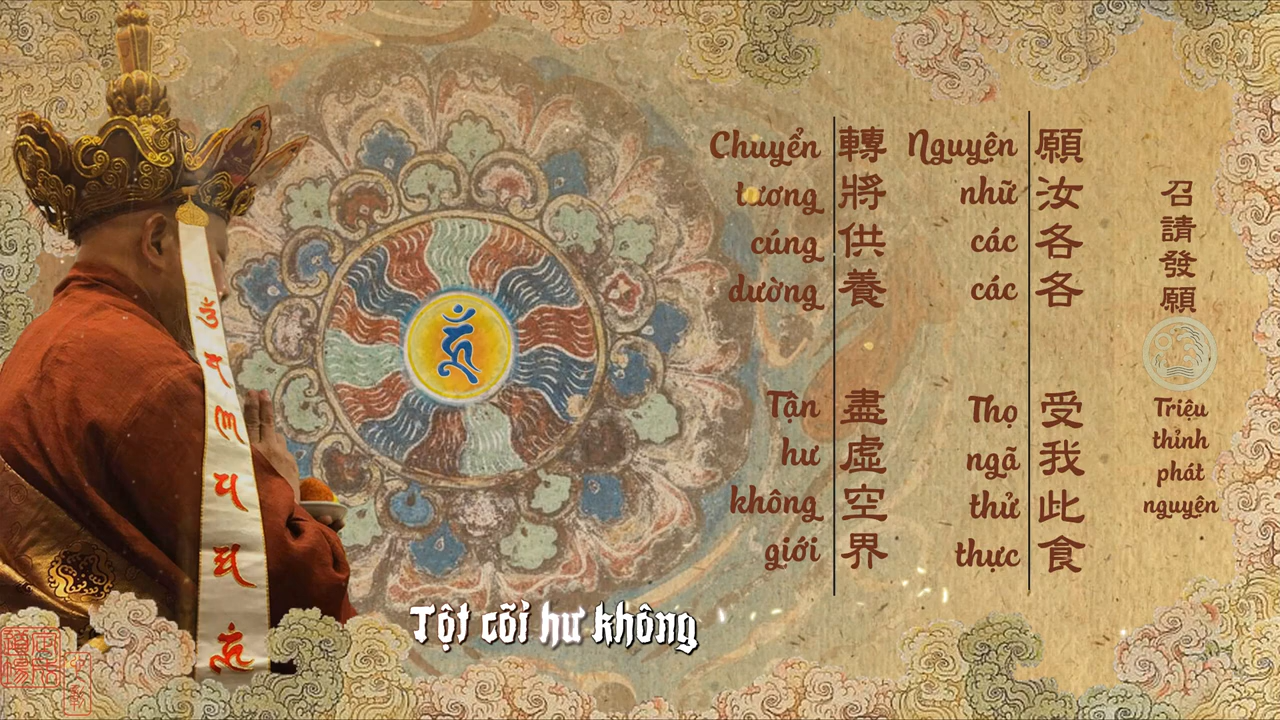 召請發願
Triệu thỉnh phát nguyện
願汝各各
Nguyện nhữ các các
受我此食
Thọ ngã thử thực
轉將供養
Chuyển tương cúng dường
盡虛空界
Tận hư không giới
Tột cõi hư không